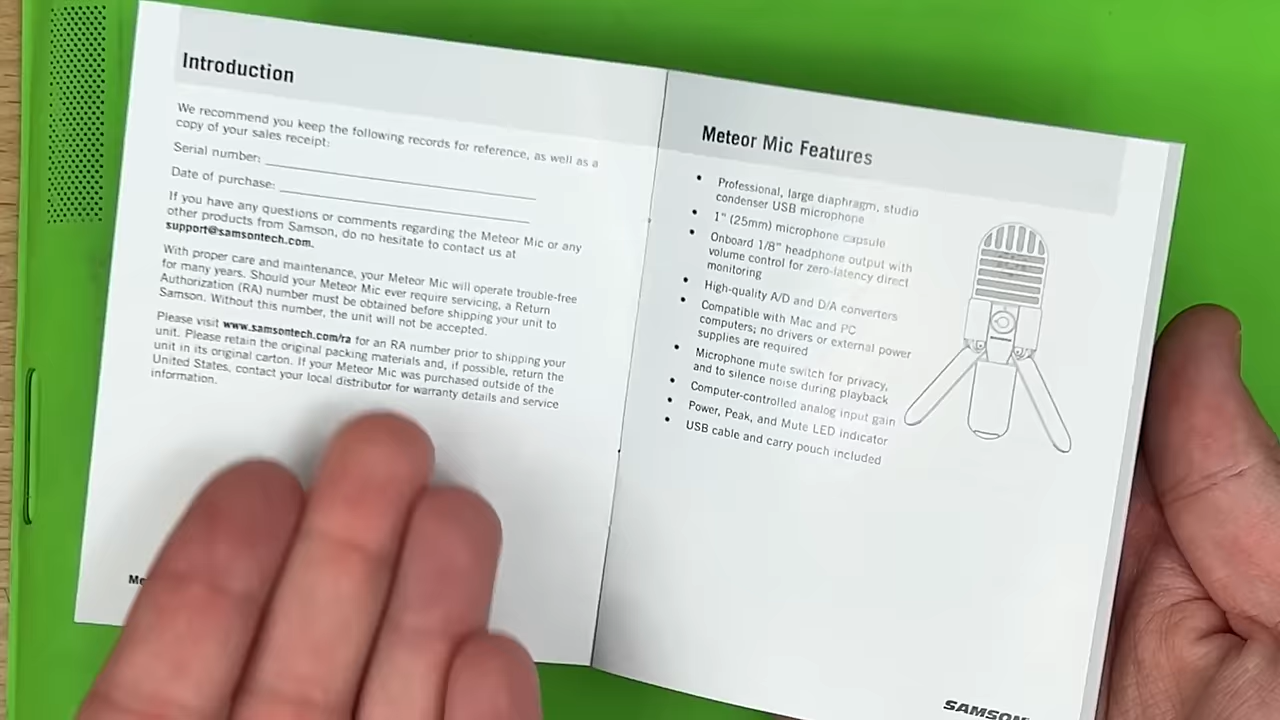 Introduction
We recommend you keep the following records for reference, as well as a
copy of your sales receipt:
Serial number:
Date of purchase:
If you have any questions or comments regarding the Meteor Mic or any
other products from Samson, do no hesitate to contact us at
support@samsontech.com.
With proper care and maintenance, your Meteor Mic will operate trouble-free
for many years. Should your Meteor Mic ever require servicing, a Return
Authorization (RA) number must be obtained before shipping your unit to
Samson. Without this number, the unit will not be accepted.
Please visit www.samsontech.com/ra for an RA number prior to shipping your
unit. Please retain the original packing materials and, if possible, return the
unit in its original carton. If your Meteor Mic was purchased outside of the
United States, contact your local distributor for warranty details and service
information.
Meteor Mic Features
• Professional, large diaphragm, studio
condenser USB microphone
• 1" (25mm) microphone capsule
• Onboard 1/8" headphone output with
volume control for zero-latency direct
monitoring
• High-quality A/D and D/A converters
• Compatible with Mac and PC
computers; no drivers or external power
supplies are required
• Microphone mute switch for privacy,
and to silence noise during playback
• Computer-controlled analog input gain
• Power, Peak, and Mute LED indicator
• USB cable and carry pouch included
SAMSON